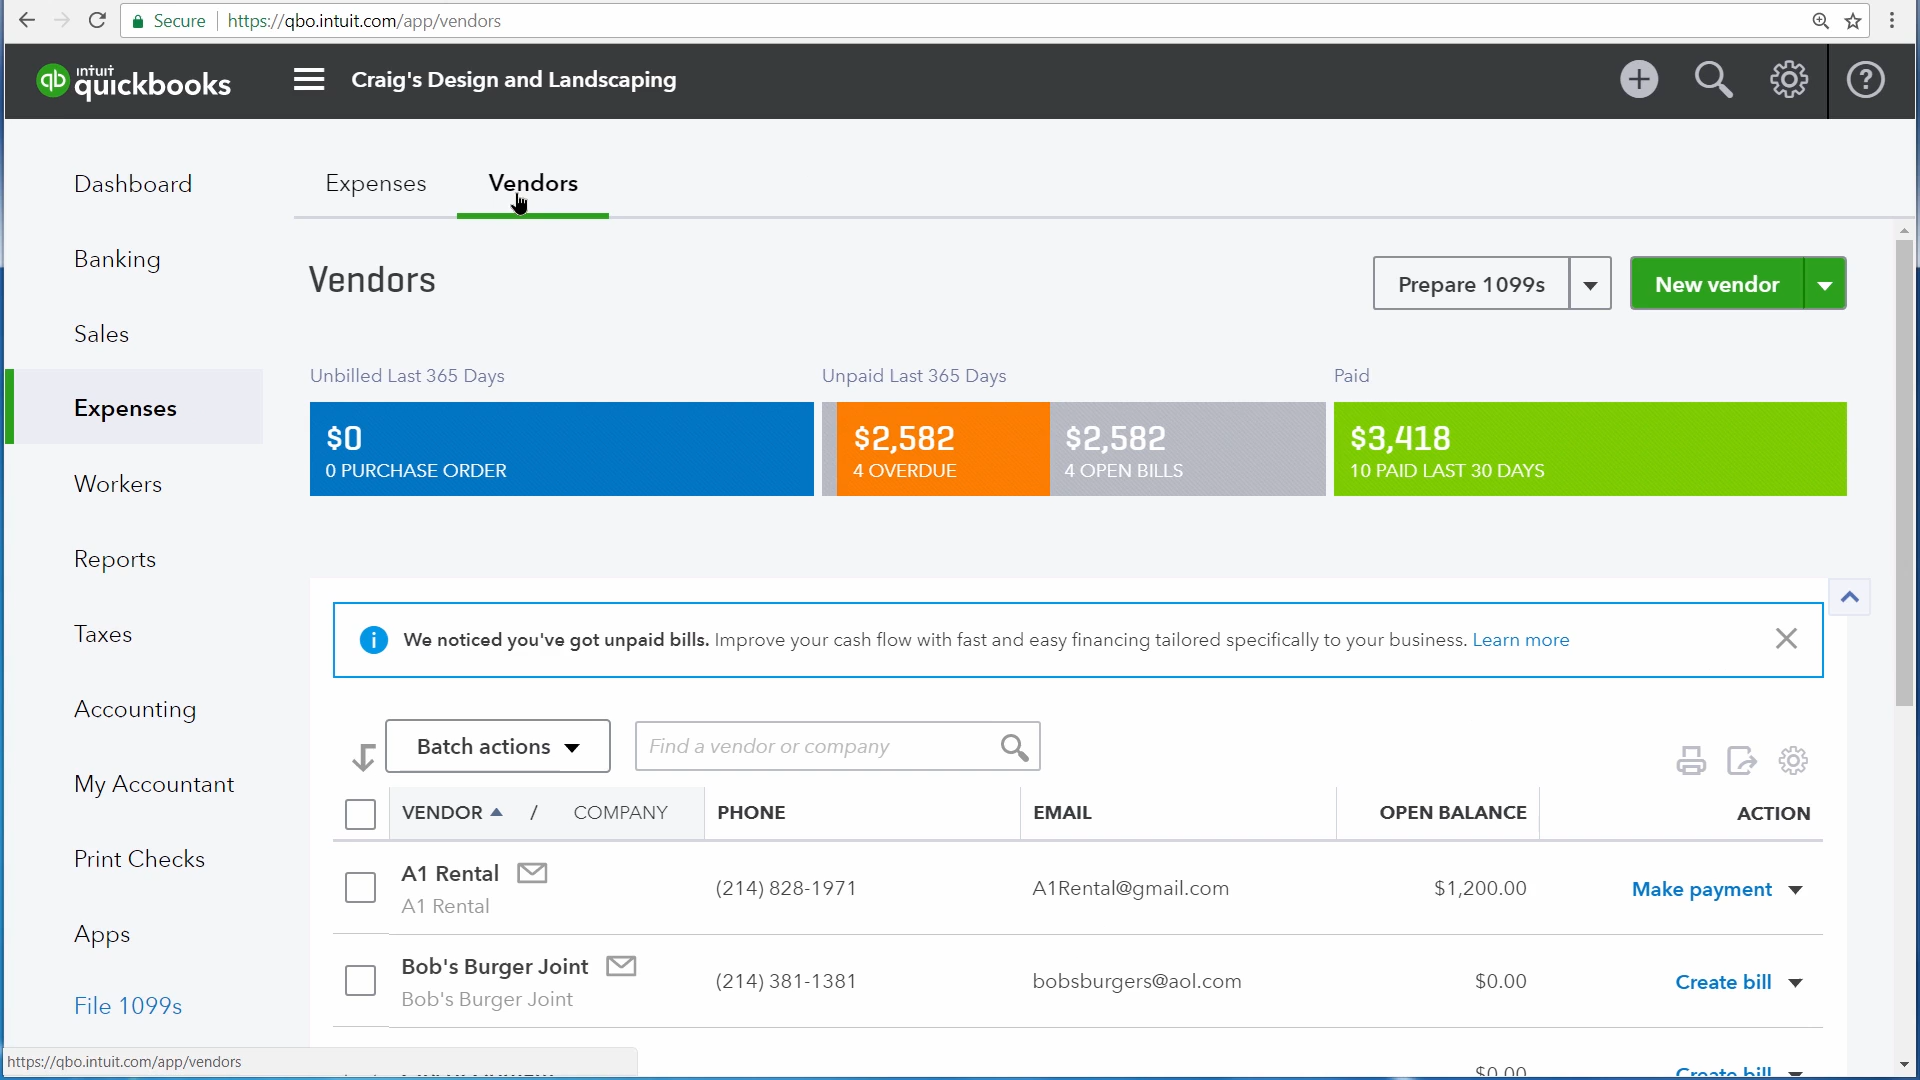 Secure
https://qbo.intuit.com/app/vendors
qb
intuit
quickbooks
Craig's Design and Landscaping
Dashboard
Banking
Sales
Expenses
Workers
Reports
Taxes
Accounting
My Accountant
Print Checks
Apps
File 1099s
Expenses
Vendors
Vendors
Prepare 1099s
New vendor
Unbilled Last 365 Days
Unpaid Last 365 Days
Paid
$0
0 PURCHASE ORDER
$2,582
4 OVERDUE
$2,582
4 OPEN BILLS
$3,418
10 PAID LAST 30 DAYS
We noticed you've got unpaid bills. Improve your cash flow with fast and easy financing tailored specifically to your business. Learn more
Batch actions
Find a vendor or company
VENDOR / COMPANY PHONE EMAIL OPEN BALANCE ACTION
A1 Rental
A1 Rental
(214) 828-1971
A1Rental@gmail.com
$1,200.00
Make payment
Bob's Burger Joint
Bob's Burger Joint
(214) 381-1381
bobsburgers@aol.com
$0.00
Create bill
$0.00
Create bill
https://qbo.intuit.com/app/vendors